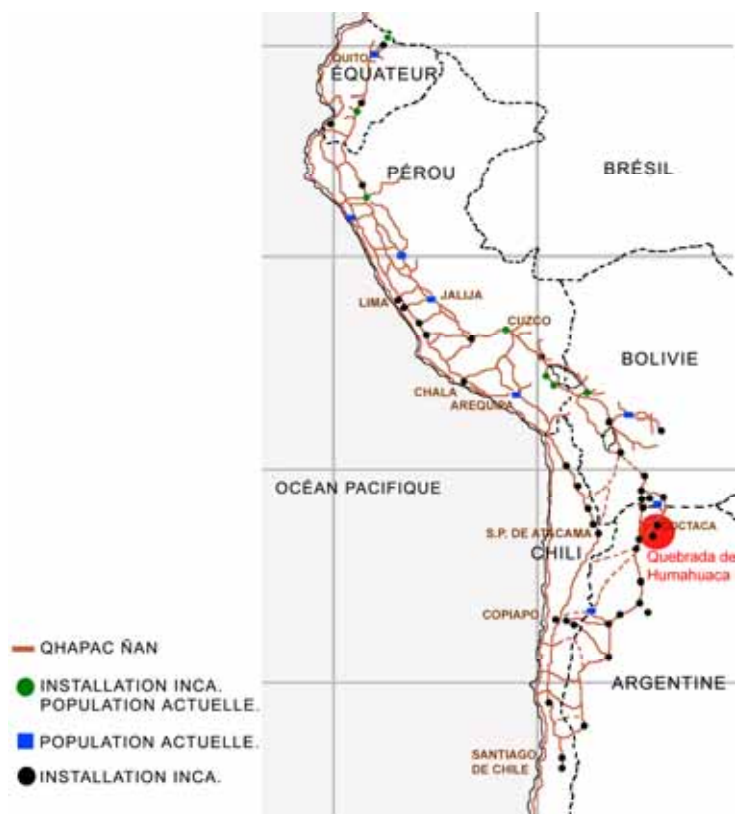 QUITO
ÉQUATEUR
PÉROU
BRÉSIL
LIMA
JALIJA
CUZCO
BOLIVIE
CHALA
AREQUIPA
OCÉAN PACIFIQUE
S.P. DE ATACAMA
COCTACA
CHILI
Quebrada de
Humahuaca
COPIAPO
QHAPAC ÑAN
INSTALLATION INCA.
POPULATION ACTUELLE.
ARGENTINE
POPULATION ACTUELLE.
INSTALLATION INCA.
SANTIAGO
DE CHILE